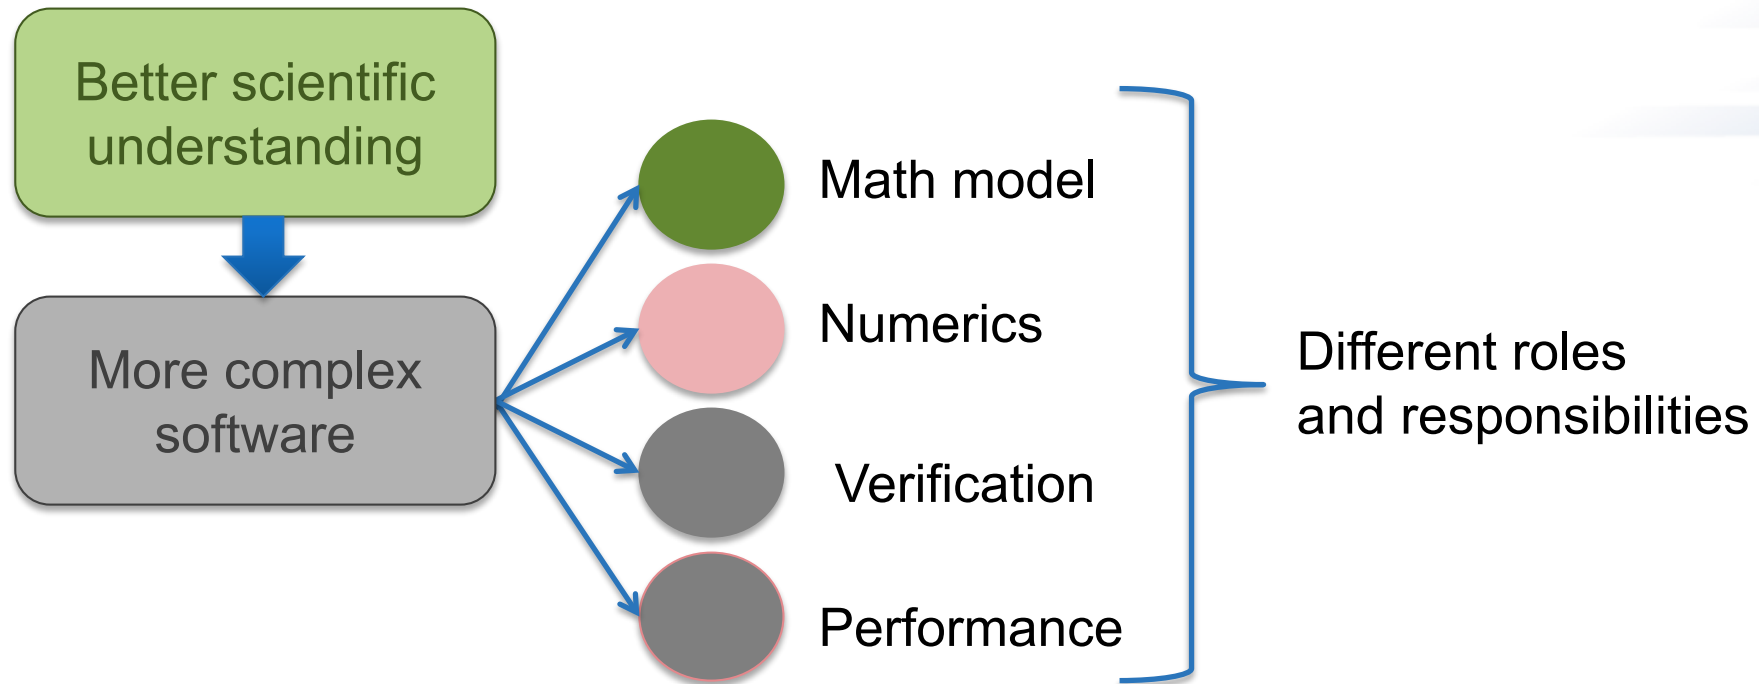 Better scientific
understanding
More complex
software
Math model
Numerics
Verification
Performance
Different roles
and responsibilities